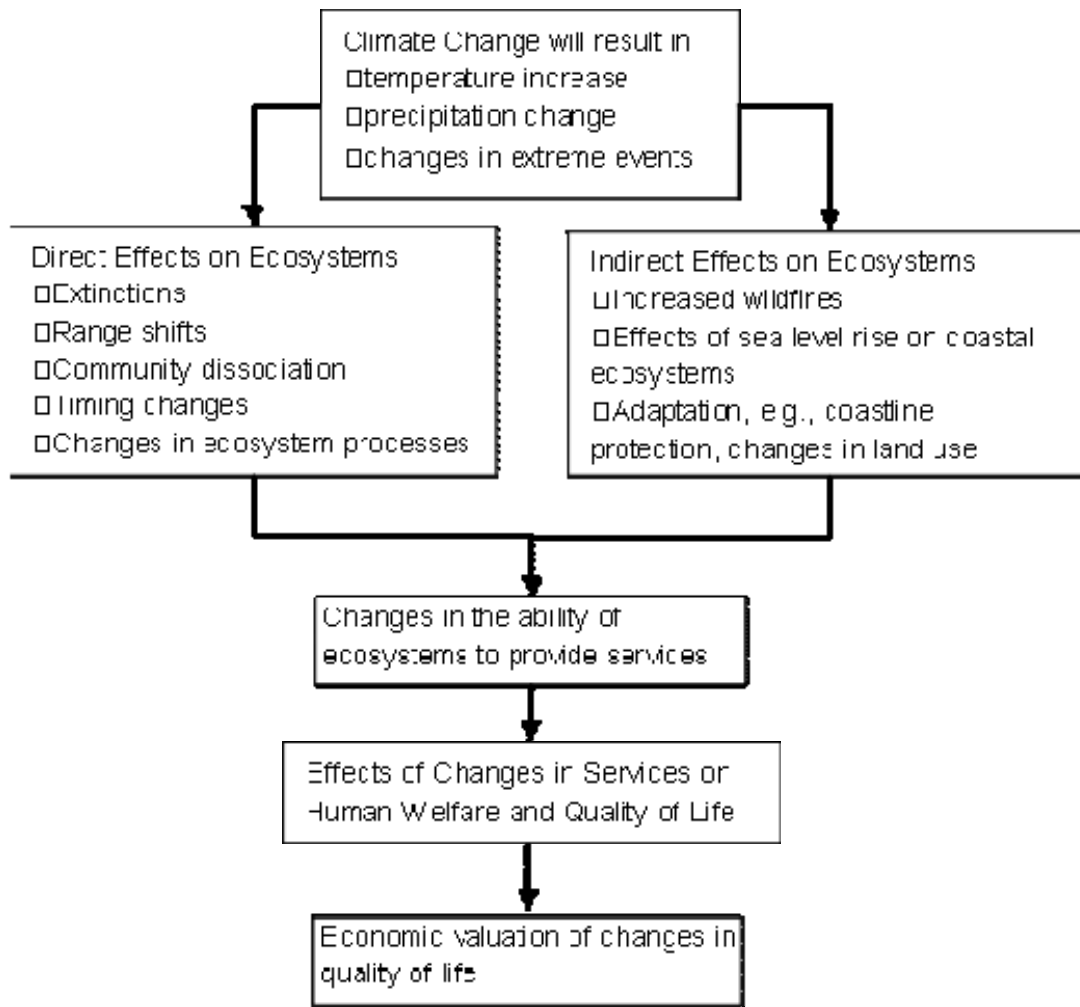 Climate Change will result in
□temperature increase
□precipitation change
□changes in extreme events
Direct Effects on Ecosystems
□Extinctions
□Range shifts
□Community dissociation
□Timing changes
□Changes in ecosystem processes
Indirect Effects on Ecosystems
□Increased wildfires
□Effects of sea level rise on coastal
ecosystems
□Adaptation, e.g., coastline
protection, changes in land use
Changes in the ability of
ecosystems to provide services
Effects of Changes in Services on
Human Welfare and Quality of Life
Economic valuation of changes in
quality of life